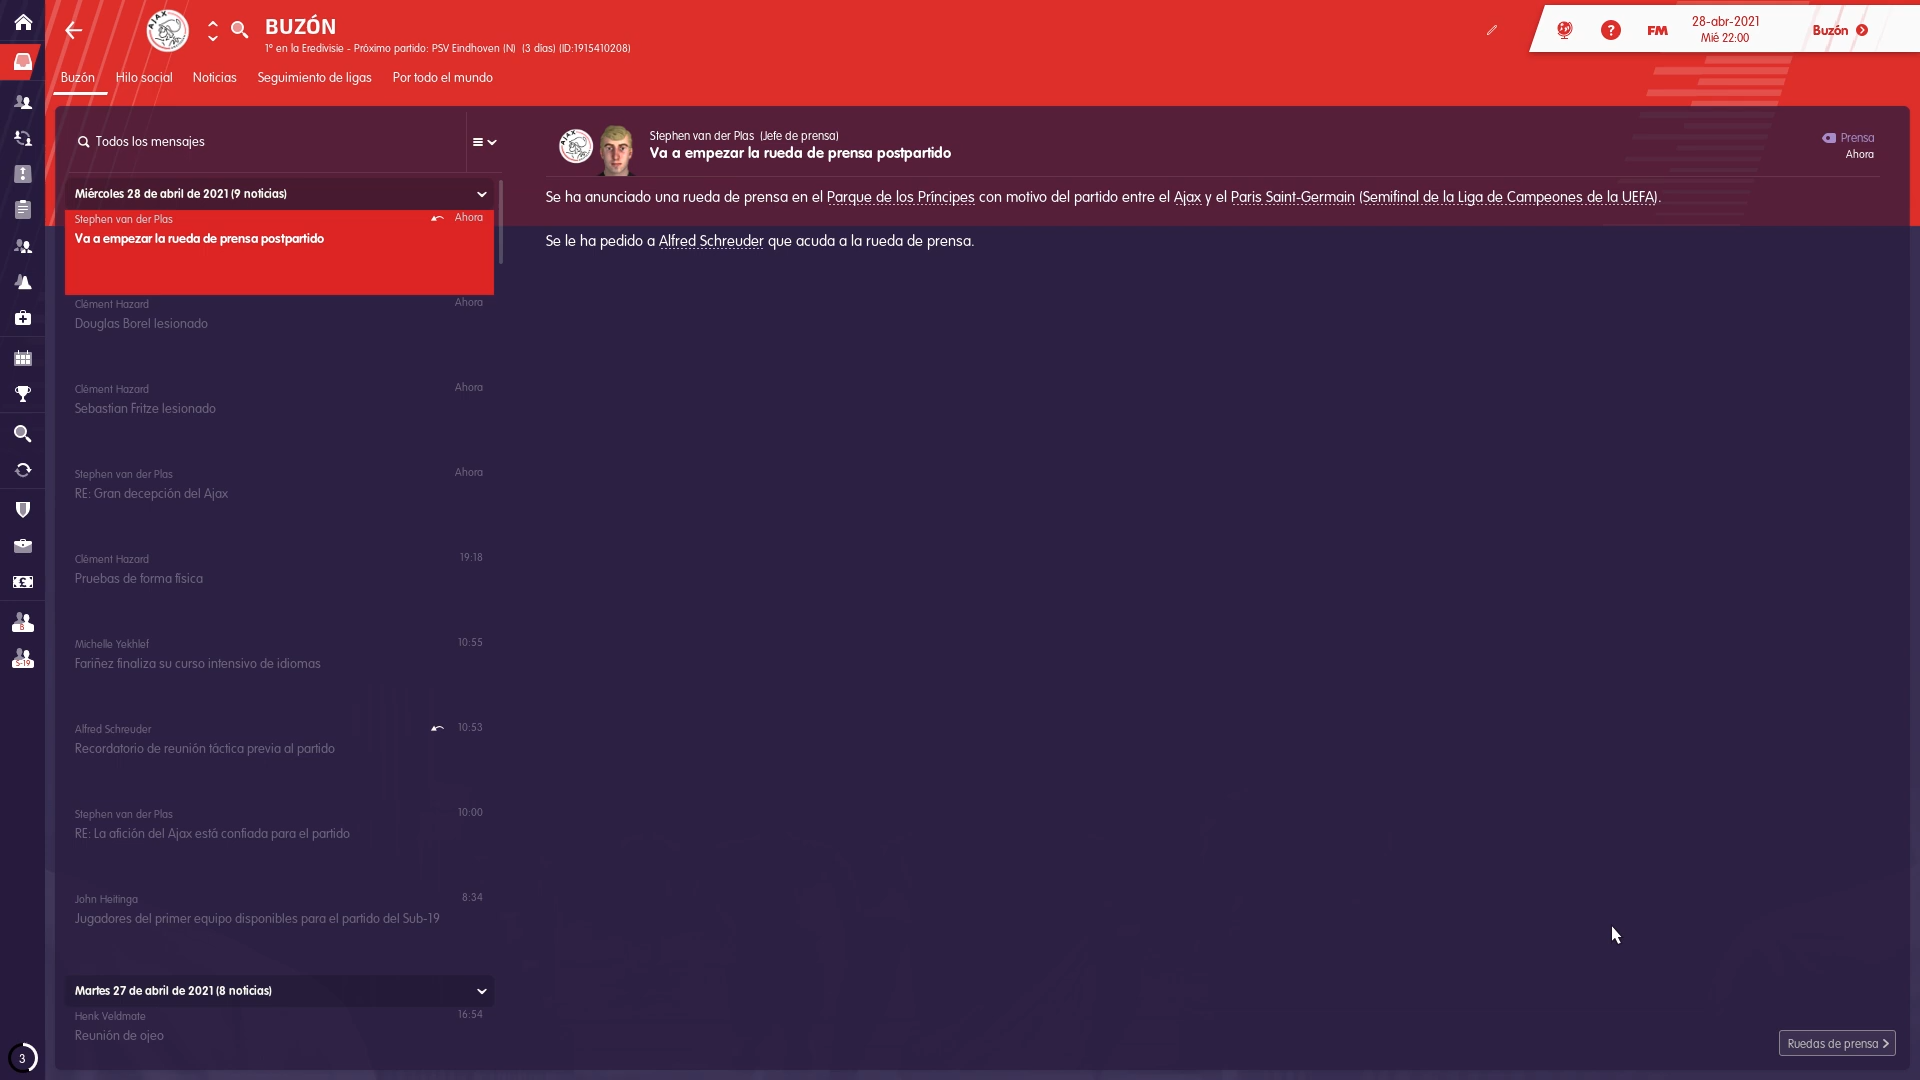 BUZÓN
1º en la Eredivisie - Próximo partido: PSV Eindhoven (N) (3 días) (ID:1915410208)
FM
28-abr-2021
Mié 22:00
Buzón
Buzón Hilo social Noticias Seguimiento de ligas Por todo el mundo
Todos los mensajes
Miércoles 28 de abril de 2021 (9 noticias)
Stephen van der Plas Ahora
Va a empezar la rueda de prensa postpartido
Clément Hazard Ahora
Douglas Borel lesionado
Clément Hazard Ahora
Sebastian Fritze lesionado
Stephen van der Plas Ahora
RE: Gran decepción del Ajax
Clément Hazard 19:18
Pruebas de forma física
Michelle Yekhlef 10:55
Fariñez finaliza su curso intensivo de idiomas
Alfred Schreuder 10:53
Recordatorio de reunión táctica previa al partido
Stephen van der Plas 10:00
RE: La afición del Ajax está confiada para el partido
John Heitinga 8:34
Jugadores del primer equipo disponibles para el partido del Sub-19
Martes 27 de abril de 2021 (8 noticias)
Henk Veldmate 16:54
Reunión de ojeo
Stephen van der Plas (Jefe de prensa)
Va a empezar la rueda de prensa postpartido
Prensa
Ahora
Se ha anunciado una rueda de prensa en el Parque de los Príncipes con motivo del partido entre el Ajax y el Paris Saint-Germain (Semifinal de la Liga de Campeones de la UEFA).
Se le ha pedido a Alfred Schreuder que acuda a la rueda de prensa.
Ruedas de prensa
B
S-19
3
AJAX
AJAX
?
£